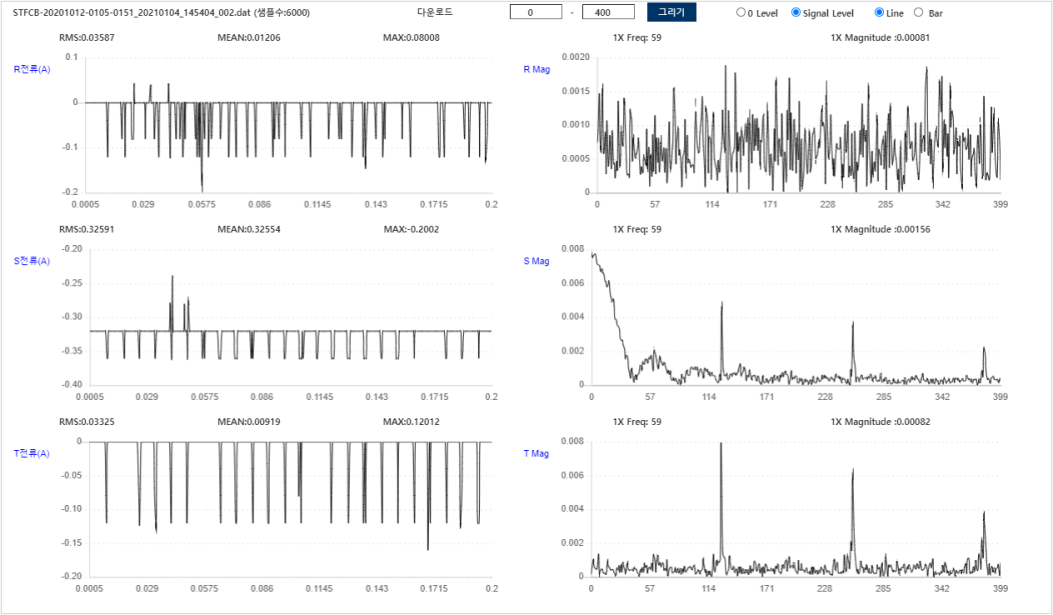 STFCB-20201012-0105-0151_20210104_145404_002.dat (샘플수:6000) 다운로드 0 - 400 그리기 0 Level Signal Level Line Bar
RMS:0.03587 MEAN:0.01206 MAX:0.08008 1X Freq: 59 1X Magnitude :0.00081
R전류(A)
0.1
0
-0.1
-0.2
0.0005 0.029 0.0575 0.086 0.1145 0.143 0.1715 0.2
R Mag
0.0020
0.0015
0.0010
0.0005
0
0 57 114 171 228 285 342 399
RMS:0.32591 MEAN:0.32554 MAX:-0.2002 1X Freq: 59 1X Magnitude :0.00156
S전류(A)
-0.20
-0.25
-0.30
-0.35
-0.40
0.0005 0.029 0.0575 0.086 0.1145 0.143 0.1715 0.2
S Mag
0.008
0.006
0.004
0.002
0
0 57 114 171 228 285 342 399
RMS:0.03325 MEAN:0.00919 MAX:0.12012 1X Freq: 59 1X Magnitude :0.00082
T전류(A)
0
-0.05
-0.10
-0.15
-0.20
0.0005 0.029 0.0575 0.086 0.1145 0.143 0.1715 0.2
T Mag
0.008
0.006
0.004
0.002
0
0 57 114 171 228 285 342 399